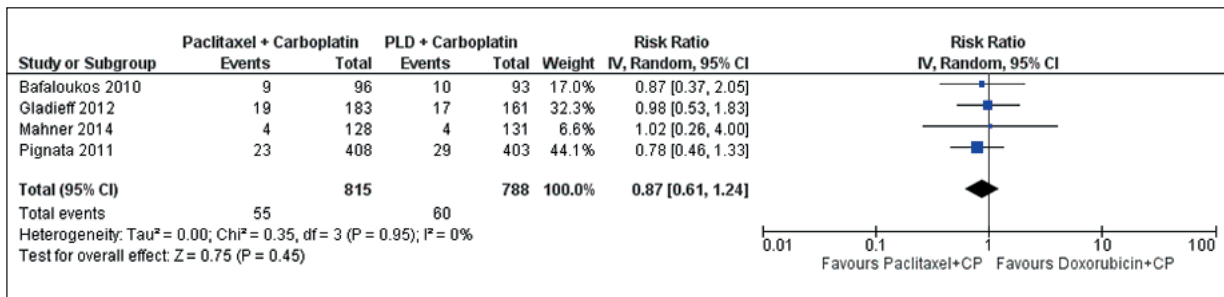 Paclitaxel + Carboplatin PLD + Carboplatin Risk Ratio Risk Ratio
Study or Subgroup Events Total Events Total Weight IV, Random, 95% CI IV, Random, 95% CI
Bafaloukos 2010 9 96 10 93 17.0% 0.87 [0.37, 2.05]
Gladieff 2012 19 183 17 161 32.3% 0.98 [0.53, 1.83]
Mahner 2014 4 128 4 131 6.6% 1.02 [0.26, 4.00]
Pignata 2011 23 408 29 403 44.1% 0.78 [0.46, 1.33]
Total (95% CI) 815 788 100.0% 0.87 [0.61, 1.24]
Total events 55 60
Heterogeneity: Tau² = 0.00; Chi² = 0.35, df = 3 (P = 0.95); I² = 0%
Test for overall effect: Z = 0.75 (P = 0.45)
0.01 0.1 1 10 100
Favours Paclitaxel+CP Favours Doxorubicin+CP